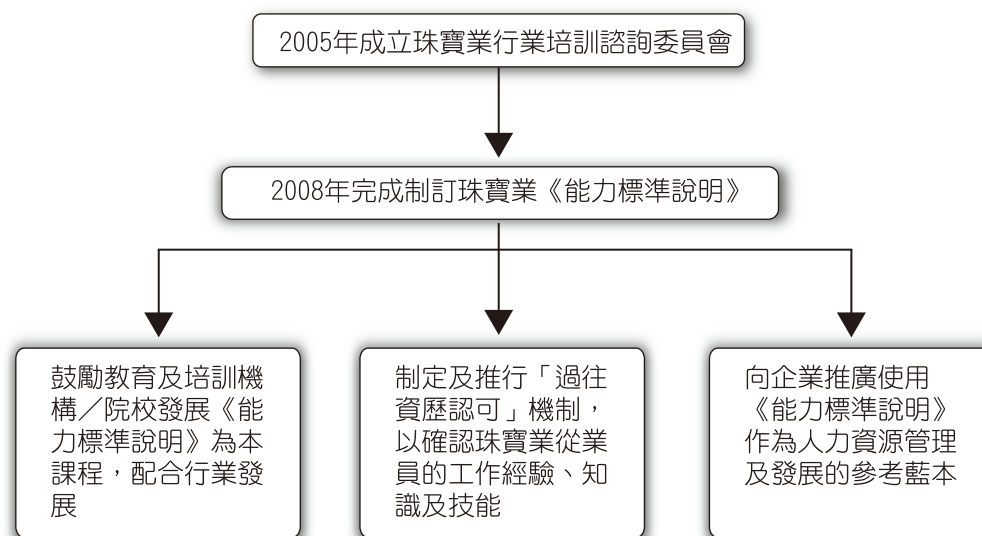 2005年成立珠寶業行業培訓諮詢委員會
2008年完成制訂珠寶業《能力標準說明》
鼓勵教育及培訓機
構／院校發展《能
力標準說明》為本
課程，配合行業發
展
制定及推行「過往
資歷認可」機制，
以確認珠寶業從業
員的工作經驗、知
識及技能
向企業推廣使用
《能力標準說明》
作為人力資源管理
及發展的參考藍本